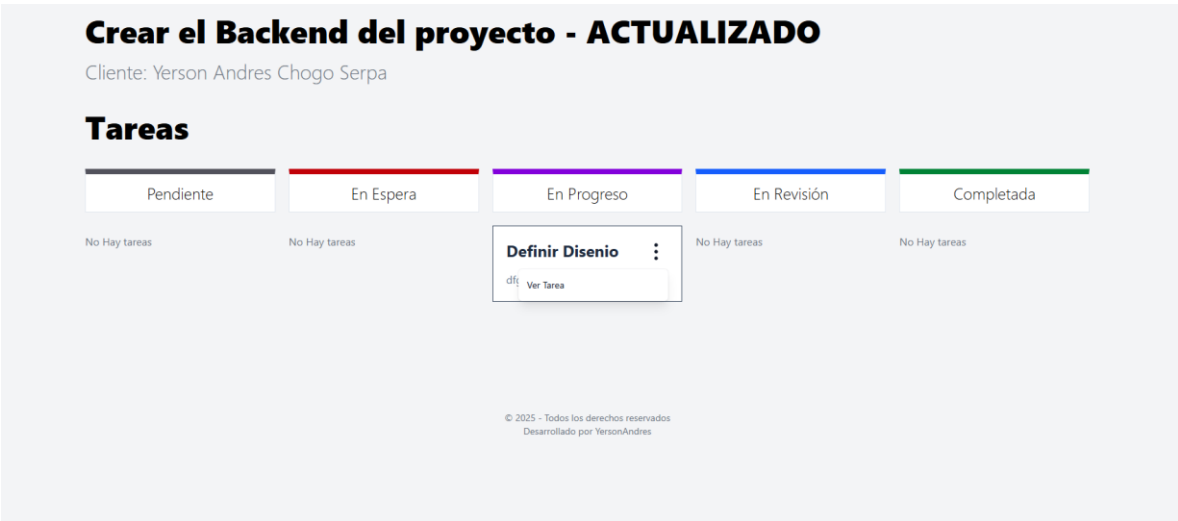 Crear el Backend del proyecto - ACTUALIZADO
Cliente: Yerson Andres Chogo Serpa
Tareas
Pendiente
En Espera
En Progreso
En Revisión
Completada
No Hay tareas
No Hay tareas
Definir Disenio
Ver Tarea
No Hay tareas
No Hay tareas
© 2025 - Todos los derechos reservados
Desarrollado por YersonAndres